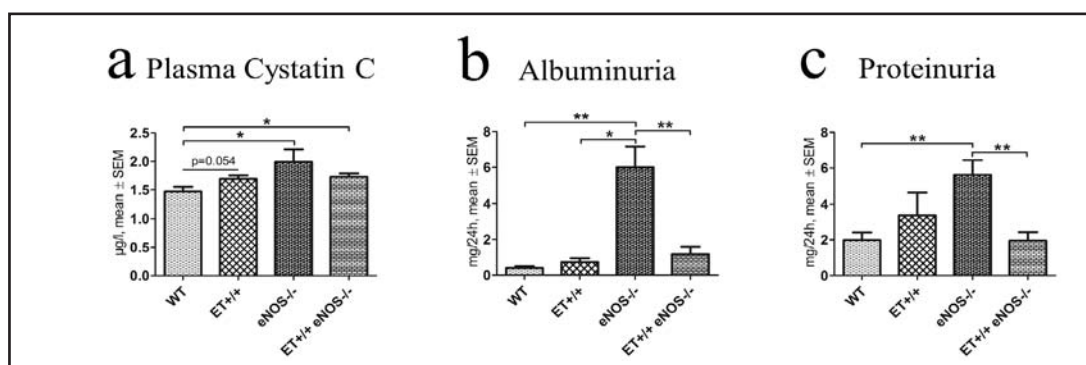 a Plasma Cystatin C
µg/l, mean ± SEM
2.5
2.0
1.5
1.0
0.5
0.0
*
*
p=0.054
WT
ET+/+
eNOS-/-
ET+/+ eNOS-/-
b Albuminuria
mg/24h, mean ± SEM
8
6
4
2
0
**
*
**
WT
ET+/+
eNOS-/-
ET+/+ eNOS-/-
c Proteinuria
mg/24h, mean ± SEM
8
6
4
2
0
**
**
WT
ET+/+
eNOS-/-
ET+/+ eNOS-/-